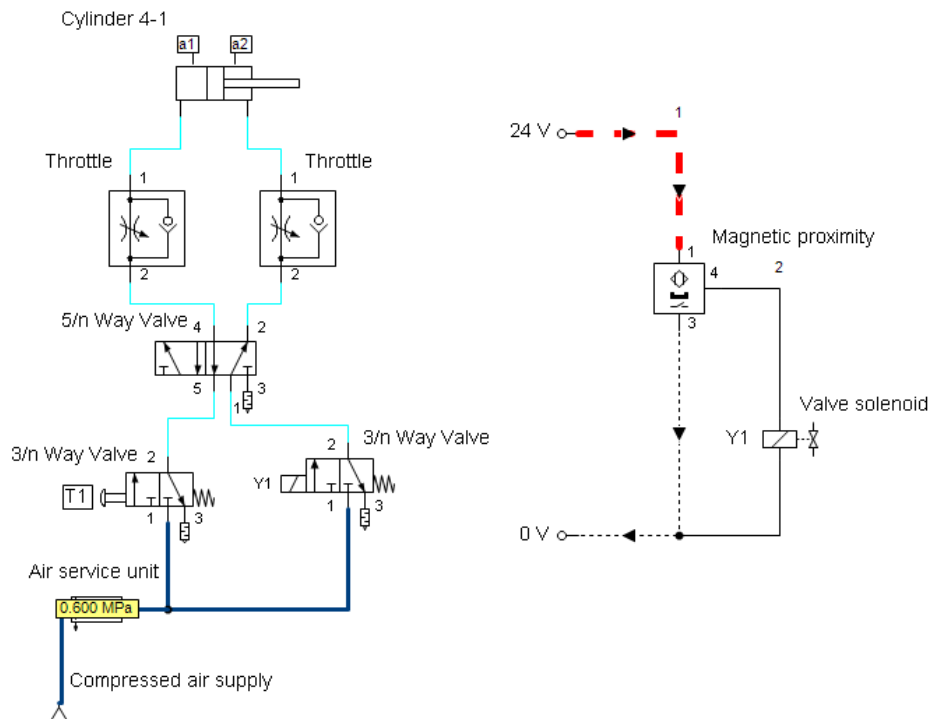 Cylinder 4-1
a1 a2
Throttle Throttle
1 1
2 2
5/n Way Valve 4 2
5 1 3
3/n Way Valve
3/n Way Valve 2 2
T1 Y1
1 3 1 3
Air service unit
0.600 MPa
Compressed air supply
1
24 V
Magnetic proximity
1
4 2
3
Valve solenoid
Y1
0 V